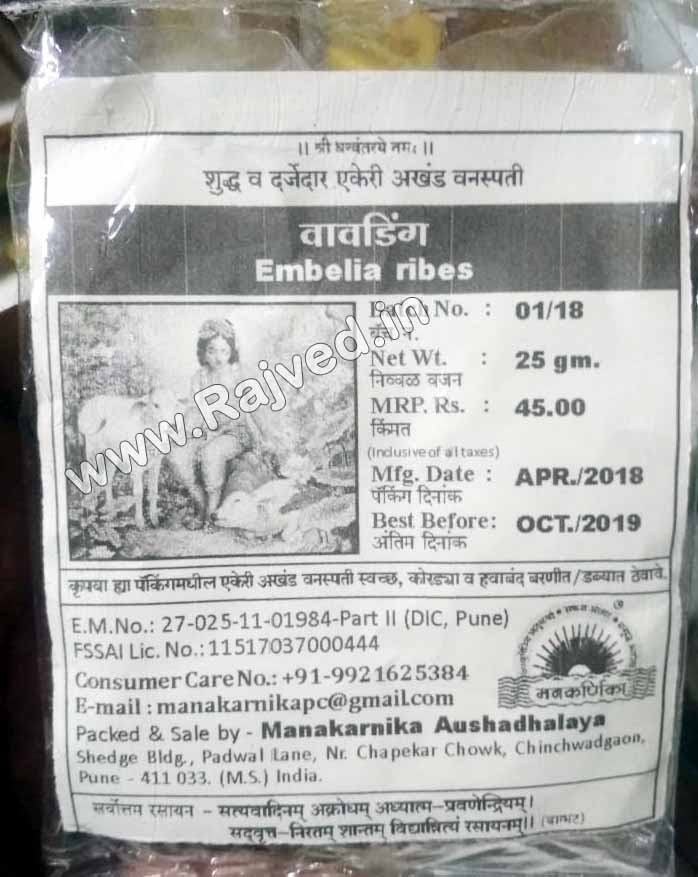 ।। श्री धन्वंतरये नमः ।।
शुद्ध व दर्जेदार एकेरी अखंड वनस्पती
वावडिंग
Embelia ribes
Batch No. : 01/18
बॅच नं.
Net Wt. : 25 gm.
निव्वळ वजन
MRP. Rs. : 45.00
किंमत
(Inclusive of all taxes)
Mfg. Date : APR./2018
पॅकिंग दिनांक
Best Before: OCT./2019
अंतिम दिनांक
www.Rajved.in
कृपया ह्या पॅकिंगमधील एकेरी अखंड वनस्पती स्वच्छ, कोरड्या व हवाबंद बरणीत/डब्यात ठेवावे.
E.M.No.: 27-025-11-01984-Part II (DIC, Pune)
FSSAI Lic. No.: 11517037000444
Consumer Care No.: +91-9921625384
E-mail : manakarnikapc@gmail.com
मनकर्णिका
Packed & Sale by - Manakarnika Aushadhalaya
Shedge Bldg., Padwal Lane, Nr. Chapekar Chowk, Chinchwadgaon,
Pune - 411 033. (M.S.) India.
सर्वोत्तम रसायन - सत्यवादिनम् अक्रोधम् अध्यात्म-प्रवणेन्द्रियम्।
सद्वृत्त-निरतम् शान्तम् विद्यान्नित्यं रसायनम्।। (वाग्भट)